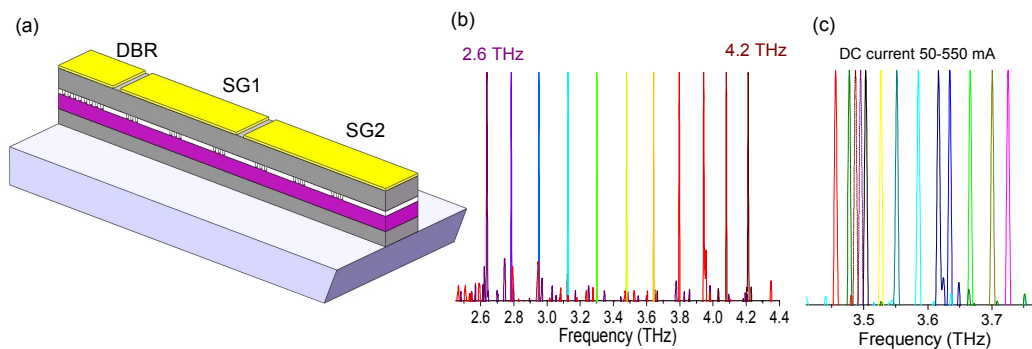 (a)
DBR
SG1
SG2
(b)
2.6 THz
4.2 THz
2.6 2.8 3.0 3.2 3.4 3.6 3.8 4.0 4.2 4.4
Frequency (THz)
(c)
DC current 50-550 mA
3.5 3.6 3.7
Frequency (THz)